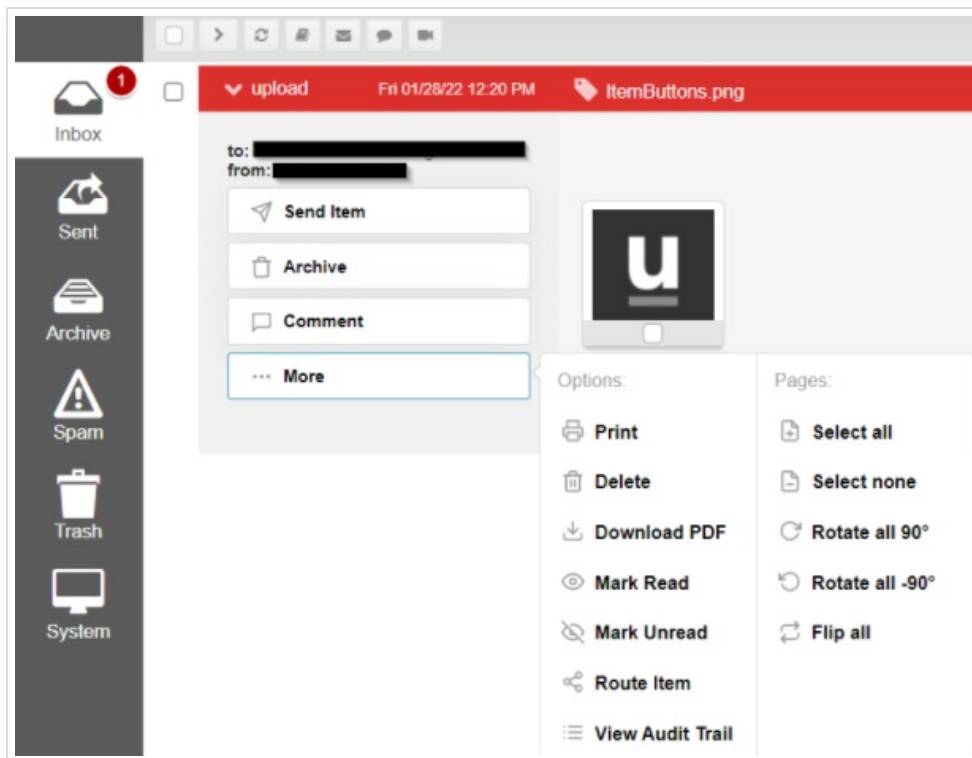 1
Inbox
Sent
Archive
Spam
Trash
System
upload Fri 01/28/22 12:20 PM ItemButtons.png
to:
from:
Send Item
Archive
Comment
More
u
Options:
Print
Delete
Download PDF
Mark Read
Mark Unread
Route Item
View Audit Trail
Pages:
Select all
Select none
Rotate all 90°
Rotate all -90°
Flip all